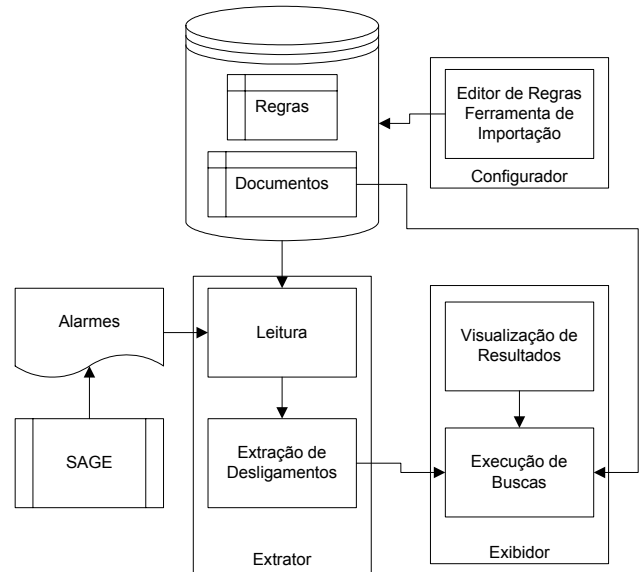 Regras
Documentos
Editor de Regras
Ferramenta de
Importação
Configurador
Alarmes
Leitura
Visualização de
Resultados
SAGE
Extração de
Desligamentos
Execução de
Buscas
Extrator
Exibidor